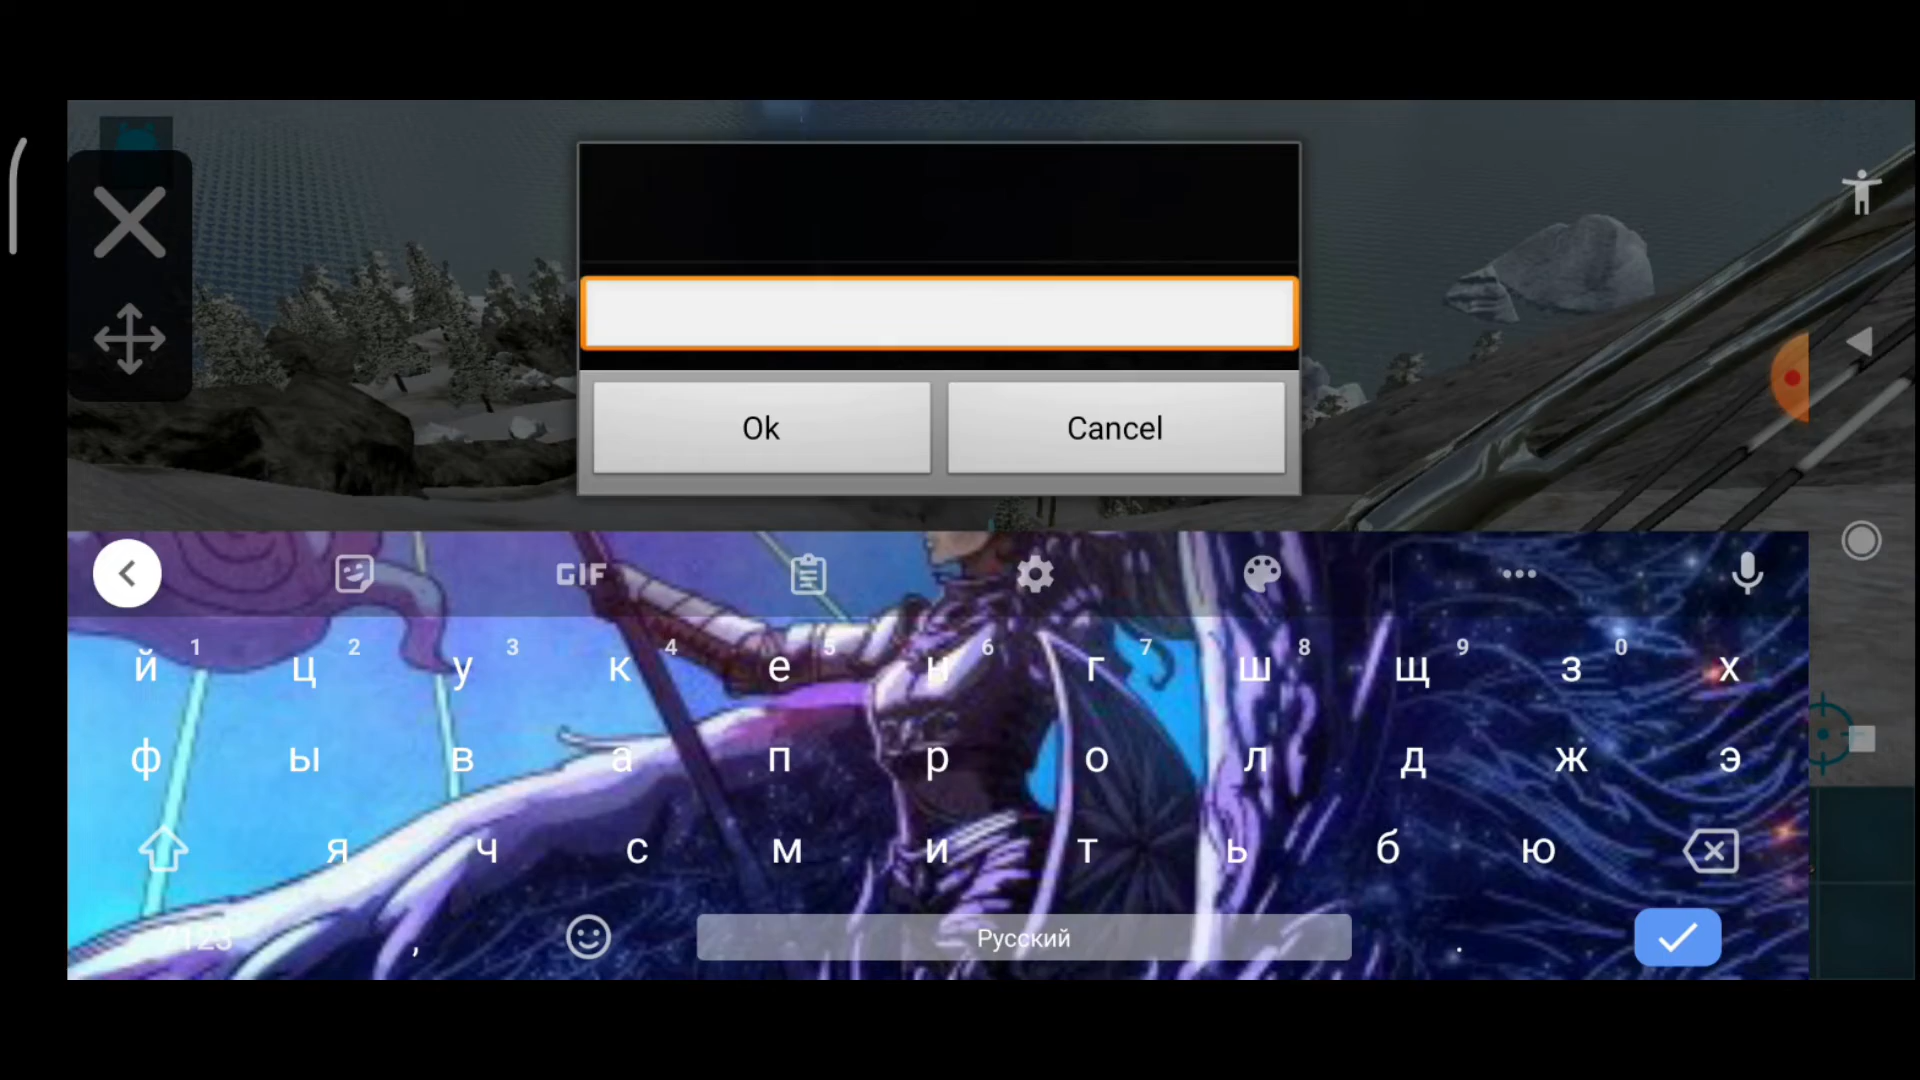 Ok Cancel
GIF
1 2 3 4 5 6 7 8 9 0
й ц у к е н г ш щ з х
ф ы в а п р о л д ж э
я ч с м и т ь б ю
?123 , Русский .